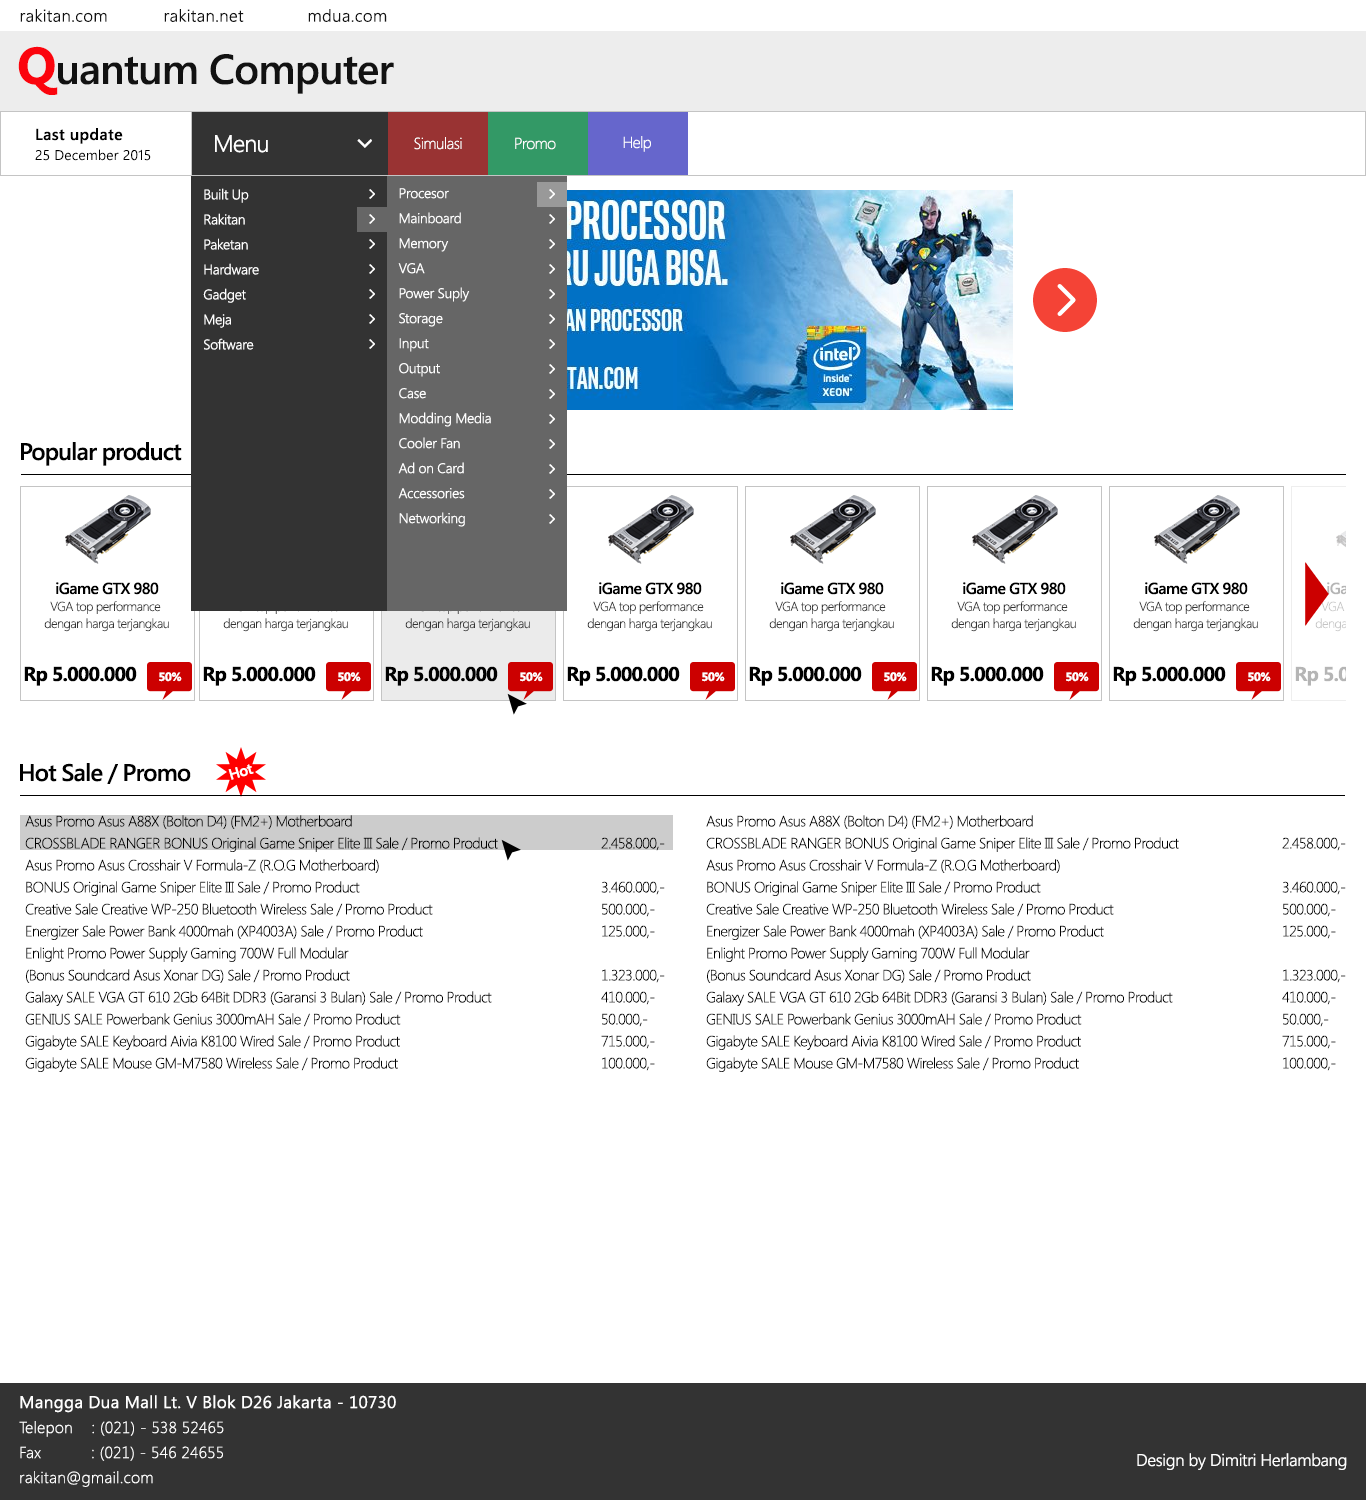 rakitan.com rakitan.net mdua.com
Quantum Computer
Last update
25 December 2015
Menu
Simulasi
Promo
Help
Built Up
Rakitan
Paketan
Hardware
Gadget
Meja
Software
Procesor
Mainboard
Memory
VGA
Power Suply
Storage
Input
Output
Case
Modding Media
Cooler Fan
Ad on Card
Accessories
Networking
PROCESSOR
RU JUGA BISA.
AN PROCESSOR
TAN.COM
intel
inside™
XEON®
Popular product
iGame GTX 980
VGA top performance
dengan harga terjangkau
Rp 5.000.000 50%
dengan harga terjangkau
Rp 5.000.000 50%
VGA top performance
dengan harga terjangkau
Rp 5.000.000 50%
iGame GTX 980
VGA top performance
dengan harga terjangkau
Rp 5.000.000 50%
iGame GTX 980
VGA top performance
dengan harga terjangkau
Rp 5.000.000 50%
iGame GTX 980
VGA top performance
dengan harga terjangkau
Rp 5.000.000 50%
iGame GTX 980
VGA top performance
dengan harga terjangkau
Rp 5.000.000 50%
iGa
VGA
denga
Rp 5.0
Hot Sale / Promo Hot
Asus Promo Asus A88X (Bolton D4) (FM2+) Motherboard
CROSSBLADE RANGER BONUS Original Game Sniper Elite III Sale / Promo Product 2.458.000,-
Asus Promo Asus Crosshair V Formula-Z (R.O.G Motherboard)
BONUS Original Game Sniper Elite III Sale / Promo Product 3.460.000,-
Creative Sale Creative WP-250 Bluetooth Wireless Sale / Promo Product 500.000,-
Energizer Sale Power Bank 4000mah (XP4003A) Sale / Promo Product 125.000,-
Enlight Promo Power Supply Gaming 700W Full Modular
(Bonus Soundcard Asus Xonar DG) Sale / Promo Product 1.323.000,-
Galaxy SALE VGA GT 610 2Gb 64Bit DDR3 (Garansi 3 Bulan) Sale / Promo Product 410.000,-
GENIUS SALE Powerbank Genius 3000mAH Sale / Promo Product 50.000,-
Gigabyte SALE Keyboard Aivia K8100 Wired Sale / Promo Product 715.000,-
Gigabyte SALE Mouse GM-M7580 Wireless Sale / Promo Product 100.000,-
Asus Promo Asus A88X (Bolton D4) (FM2+) Motherboard
CROSSBLADE RANGER BONUS Original Game Sniper Elite III Sale / Promo Product 2.458.000,-
Asus Promo Asus Crosshair V Formula-Z (R.O.G Motherboard)
BONUS Original Game Sniper Elite III Sale / Promo Product 3.460.000,-
Creative Sale Creative WP-250 Bluetooth Wireless Sale / Promo Product 500.000,-
Energizer Sale Power Bank 4000mah (XP4003A) Sale / Promo Product 125.000,-
Enlight Promo Power Supply Gaming 700W Full Modular
(Bonus Soundcard Asus Xonar DG) Sale / Promo Product 1.323.000,-
Galaxy SALE VGA GT 610 2Gb 64Bit DDR3 (Garansi 3 Bulan) Sale / Promo Product 410.000,-
GENIUS SALE Powerbank Genius 3000mAH Sale / Promo Product 50.000,-
Gigabyte SALE Keyboard Aivia K8100 Wired Sale / Promo Product 715.000,-
Gigabyte SALE Mouse GM-M7580 Wireless Sale / Promo Product 100.000,-
Mangga Dua Mall Lt. V Blok D26 Jakarta - 10730
Telepon : (021) - 538 52465
Fax : (021) - 546 24655
rakitan@gmail.com
Design by Dimitri Herlambang